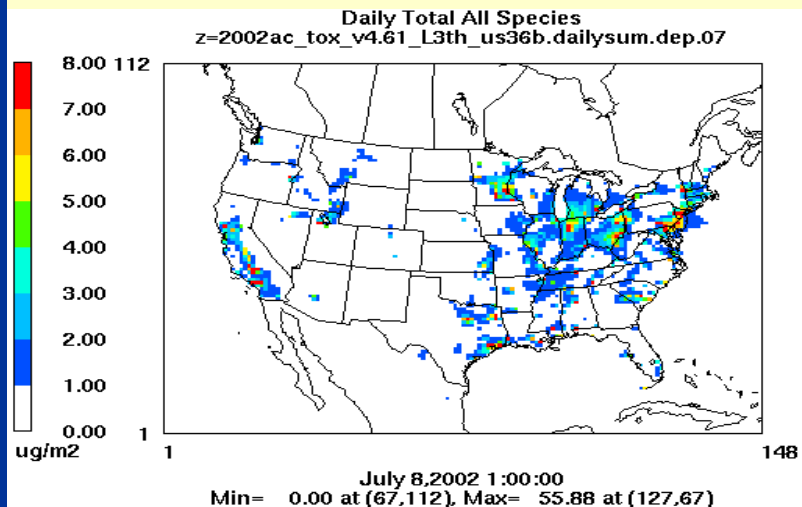 Daily Total All Species
z=2002ac_tox_v4.61_L3th_us36b.dailysum.dep.07
8.00
7.00
6.00
5.00
4.00
3.00
2.00
1.00
0.00
ug/m2
112
1
1
148
July 8,2002 1:00:00
Min= 0.00 at (67,112), Max= 55.88 at (127,67)